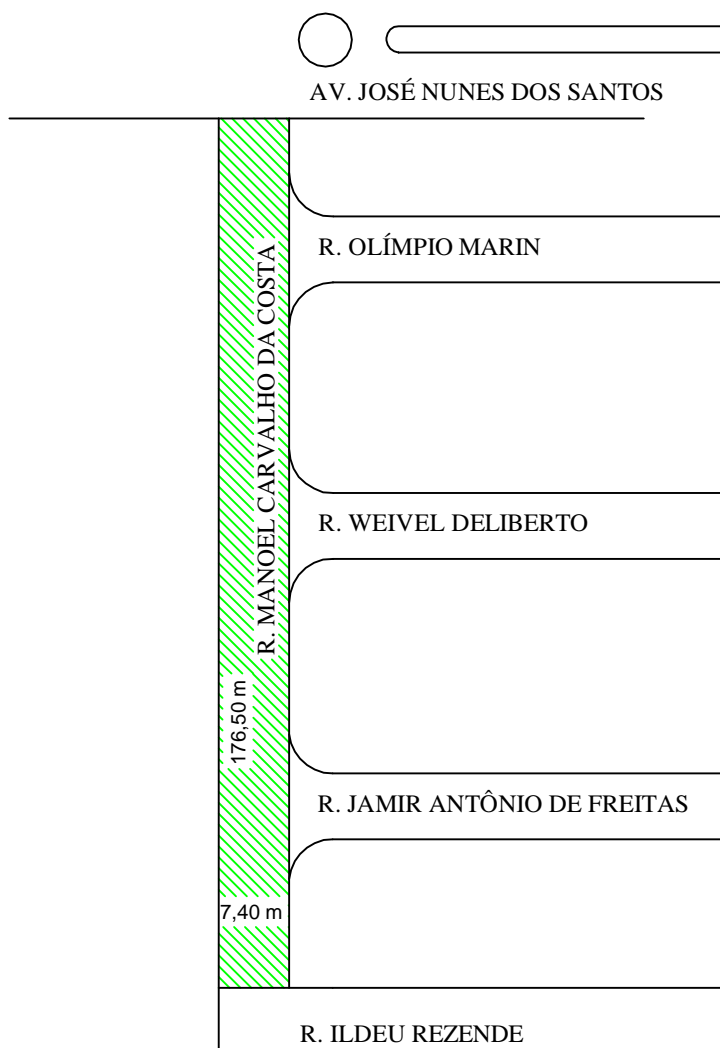 AV. JOSÉ NUNES DOS SANTOS
R. OLÍMPIO MARIN
R. MANOEL CARVALHO DA COSTA
R. WEIVEL DELIBERTO
176,50 m
R. JAMIR ANTÔNIO DE FREITAS
7,40 m
R. ILDEU REZENDE